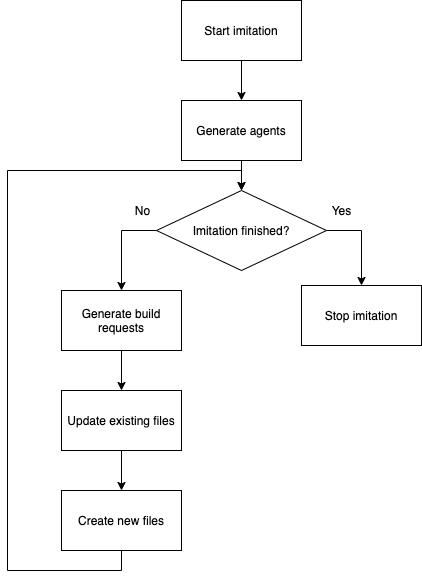 Start imitation
Generate agents
No
Yes
Imitation finished?
Generate build
requests
Stop imitation
Update existing files
Create new files